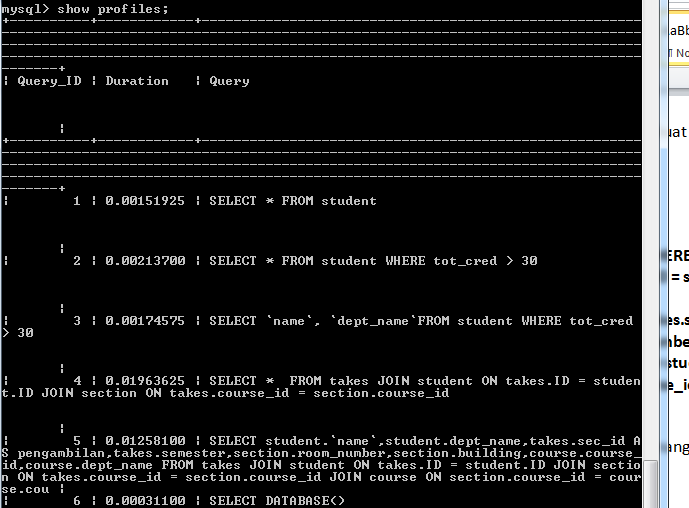 mysql> show profiles;
| Query_ID | Duration | Query
|
| 1 | 0.00151925 | SELECT * FROM student
|
| 2 | 0.00213700 | SELECT * FROM student WHERE tot_cred > 30
|
| 3 | 0.00174575 | SELECT `name`, `dept_name`FROM student WHERE tot_cred
> 30
|
| 4 | 0.01963625 | SELECT *  FROM takes JOIN student ON takes.ID = studen
t.ID JOIN section ON takes.course_id = section.course_id
|
| 5 | 0.01258100 | SELECT student.`name`,student.dept_name,takes.sec_id A
S pengambilan,takes.semester,section.room_number,section.building,course.course_
id,course.dept_name FROM takes JOIN student ON takes.ID = student.ID JOIN sectio
n ON takes.course_id = section.course_id JOIN course ON section.course_id = cour
se.cou |
| 6 | 0.00031100 | SELECT DATABASE()
aBb
¶ No
uat
ERE
= s
es.s
mbe
stu
e_i
ang